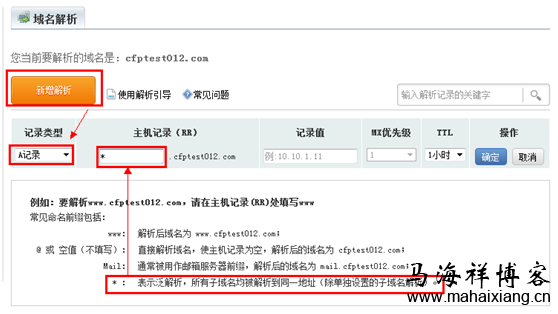 域名解析
您当前要解析的域名是: cfptest012.com
新增解析 使用解析引导 常见问题 输入解析记录的关键字
记录类型 主机记录（RR） 记录值 MX优先级 TTL 操作
A记录 * .cfptest012.com 例:10.10.1.11 1 1小时 确定 取消
例如：要解析www.cfptest012.com，请在主机记录(RR)处填写www
常见命名前缀包括:
www: 解析后域名为 www.cfptest012.com；
@ 或 空值（不填写）: 直接解析域名，使主机记录为空，解析后的域名为 cfptest012.com；
Mail: 通常被用作邮箱服务器前缀，解析后的域名为 mail.cfptest012.com；
* : 表示泛解析，所有子域名均被解析到同一地址（除单独设置的子域名解析）。
马海祥博客
www.mahaixiang.cn